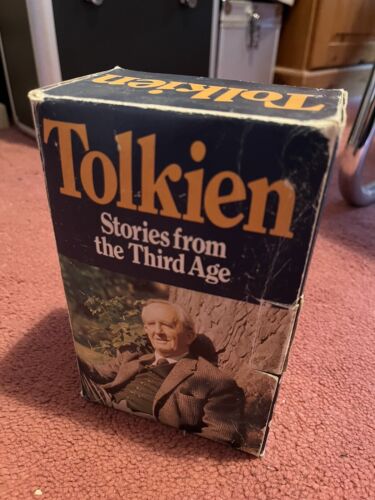 Tolkien
Tolkien
Stories from
the Third Age